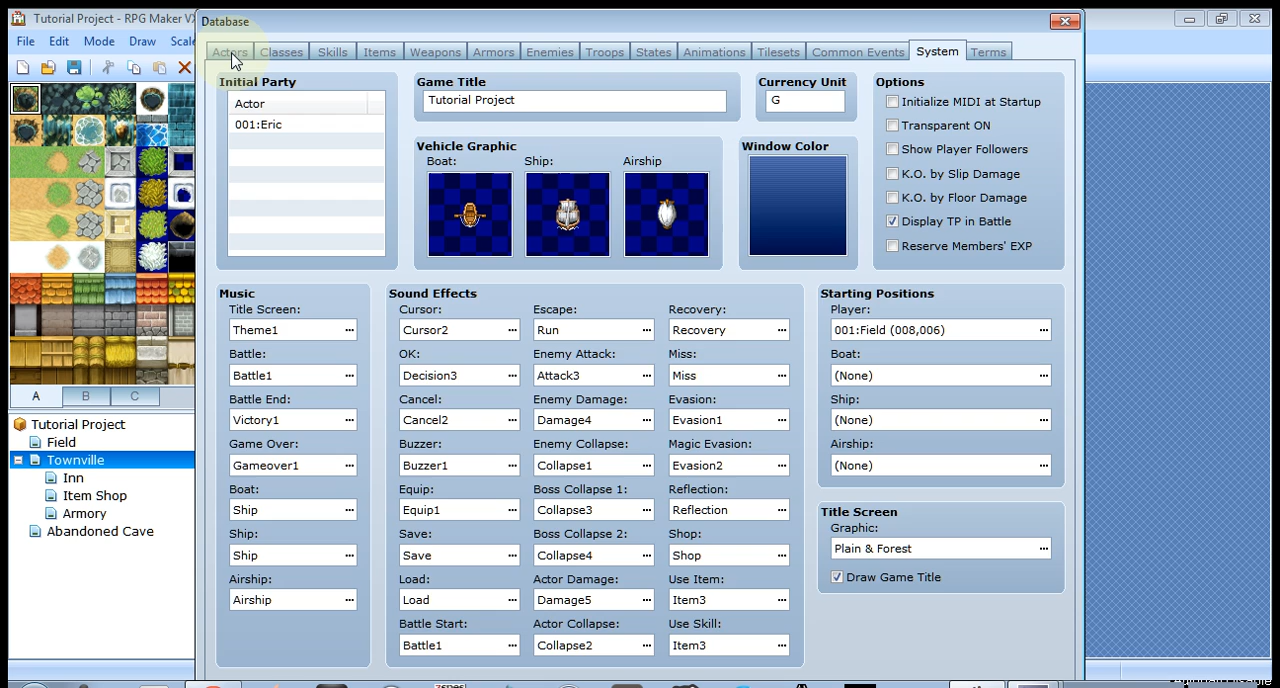 Tutorial Project - RPG Maker VX
Database
File Edit Mode Draw Scale
Actors Classes Skills Items Weapons Armors Enemies Troops States Animations Tilesets Common Events System Terms
Initial Party
Actor
001:Eric
Game Title
Tutorial Project
Currency Unit
G
Vehicle Graphic
Boat: Ship: Airship
Window Color
Options
Initialize MIDI at Startup
Transparent ON
Show Player Followers
K.O. by Slip Damage
K.O. by Floor Damage
Display TP in Battle
Reserve Members' EXP
Music
Title Screen:
Theme1
Battle:
Battle1
Battle End:
Victory1
Game Over:
Gameover1
Boat:
Ship
Ship:
Ship
Airship:
Airship
Sound Effects
Cursor: Escape: Recovery:
Cursor2 Run Recovery
OK: Enemy Attack: Miss:
Decision3 Attack3 Miss
Cancel: Enemy Damage: Evasion:
Cancel2 Damage4 Evasion1
Buzzer: Enemy Collapse: Magic Evasion:
Buzzer1 Collapse1 Evasion2
Equip: Boss Collapse 1: Reflection:
Equip1 Collapse3 Reflection
Save: Boss Collapse 2: Shop:
Save Collapse4 Shop
Load: Actor Damage: Use Item:
Load Damage5 Item3
Battle Start: Actor Collapse: Use Skill:
Battle1 Collapse2 Item3
Starting Positions
Player:
001:Field (008,006)
Boat:
(None)
Ship:
(None)
Airship:
(None)
Title Screen
Graphic:
Plain & Forest
Draw Game Title
A B C
Tutorial Project
Field
Townville
Inn
Item Shop
Armory
Abandoned Cave